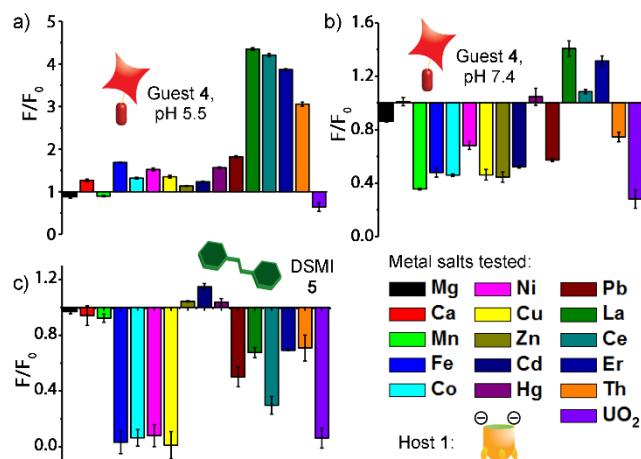 a)
5
4
3
2
1
0
F/F₀
Guest 4,
pH 5.5
b)
1.6
1.2
0.8
0.4
0.0
F/F₀
Guest 4,
pH 7.4
c)
1.2
0.8
0.4
0.0
F/F₀
DSMI
5
Metal salts tested:
Mg Ni Pb
Ca Cu La
Mn Zn Ce
Fe Cd Er
Co Hg Th
UO₂
Host 1: